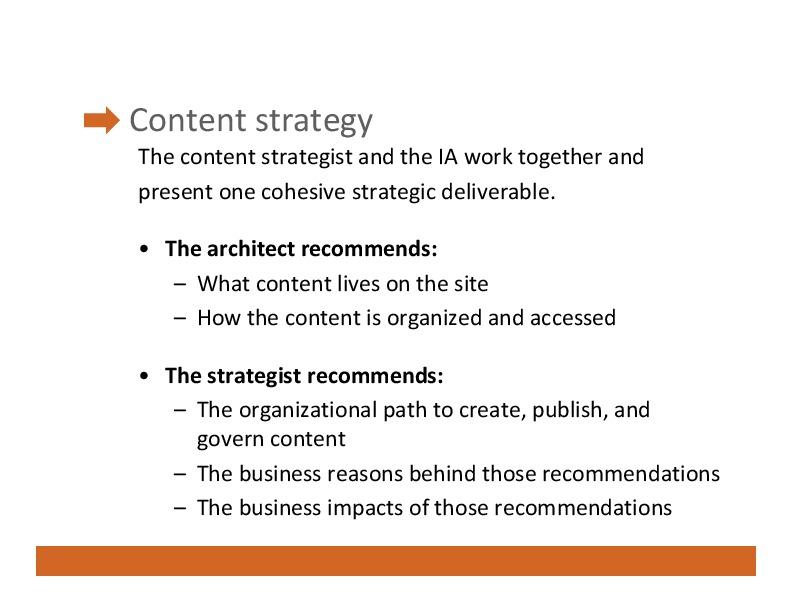 Content strategy
The content strategist and the IA work together and
present one cohesive strategic deliverable.
• The architect recommends:
– What content lives on the site
– How the content is organized and accessed
• The strategist recommends:
– The organizational path to create, publish, and
govern content
– The business reasons behind those recommendations
– The business impacts of those recommendations